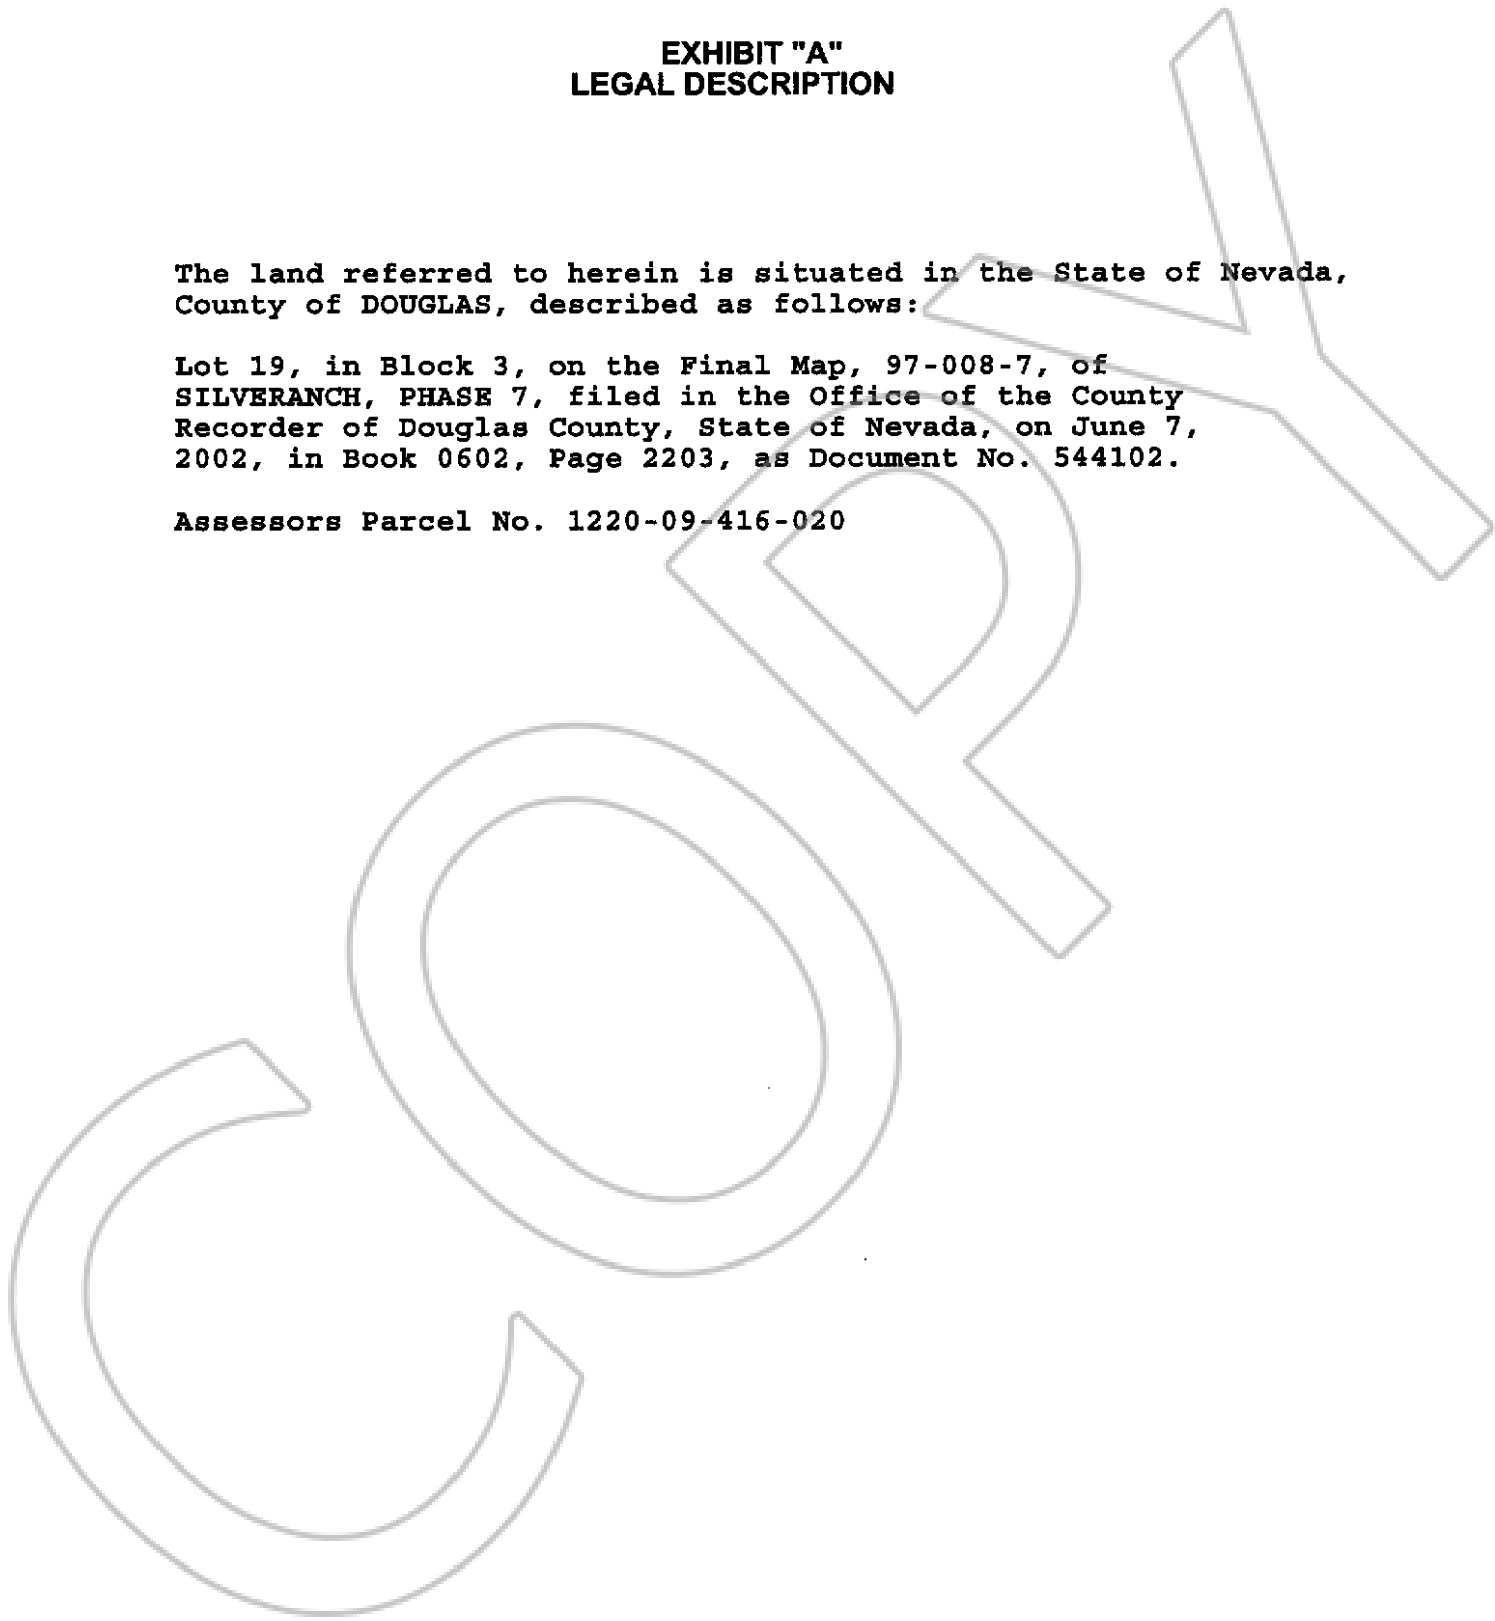 EXHIBIT "A"
LEGAL DESCRIPTION
The land referred to herein is situated in the State of Nevada,
County of DOUGLAS, described as follows:
Lot 19, in Block 3, on the Final Map, 97-008-7, of
SILVERANCH, PHASE 7, filed in the Office of the County
Recorder of Douglas County, State of Nevada, on June 7,
2002, in Book 0602, Page 2203, as Document No. 544102.
Assessors Parcel No. 1220-09-416-020
COPY